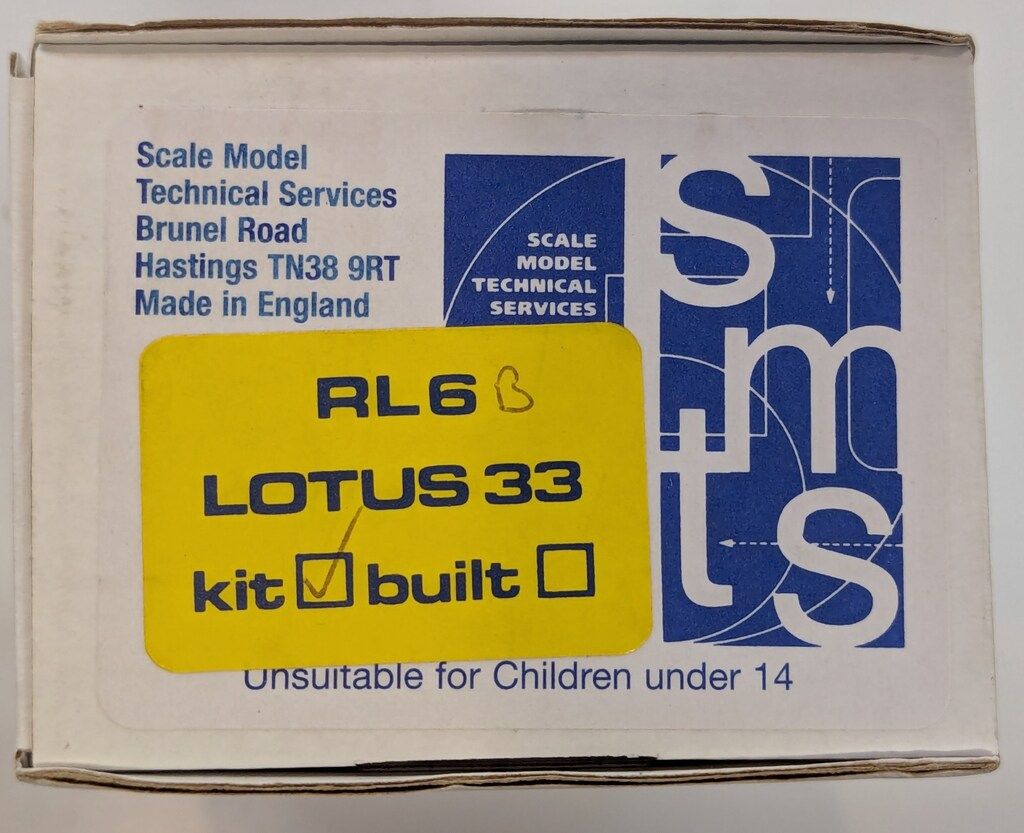 Scale Model
Technical Services
Brunel Road
Hastings TN38 9RT
Made in England
SCALE
MODEL
TECHNICAL
SERVICES
s
m
t
s
RL6 B
LOTUS 33
kit built
Unsuitable for Children under 14